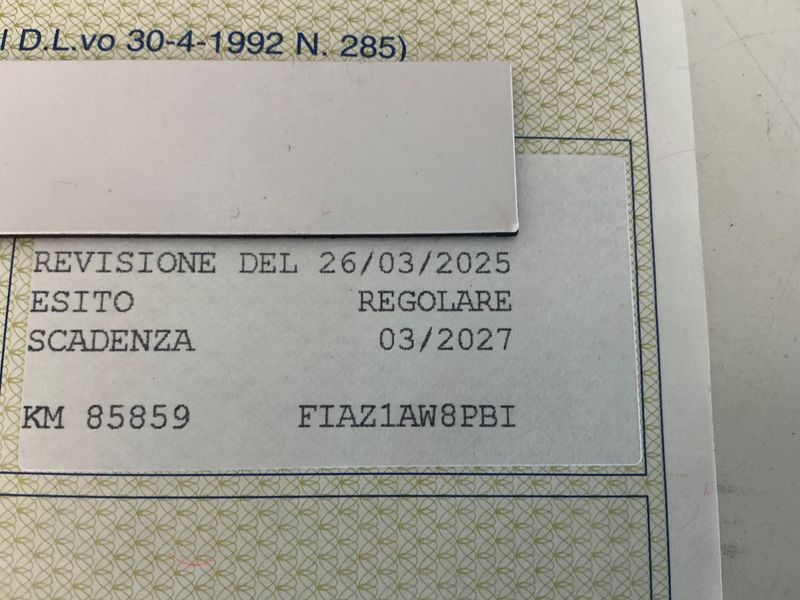 I D.L.vo 30-4-1992 N. 285)
REVISIONE DEL 26/03/2025
ESITO REGOLARE
SCADENZA 03/2027
KM 85859 FIAZ1AW8PBI